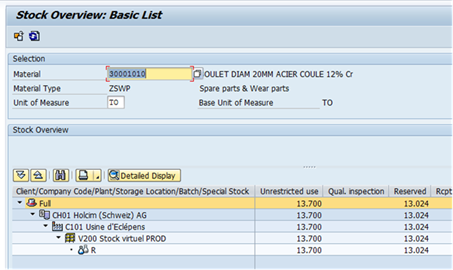 Stock Overview: Basic List
Selection
Material 30001010 OULET DIAM 20MM ACIER COULE 12% Cr
Material Type ZSWP Spare parts & Wear parts
Unit of Measure TO Base Unit of Measure TO
Stock Overview
Detailed Display
Client/Company Code/Plant/Storage Location/Batch/Special Stock Unrestricted use Qual. inspection Reserved Rcpt
Full 13.700 13.024
CH01 Holcim (Schweiz) AG 13.700 13.024
C101 Usine d'Eclépens 13.700 13.024
V200 Stock virtuel PROD 13.700 13.024
R 13.700 13.024